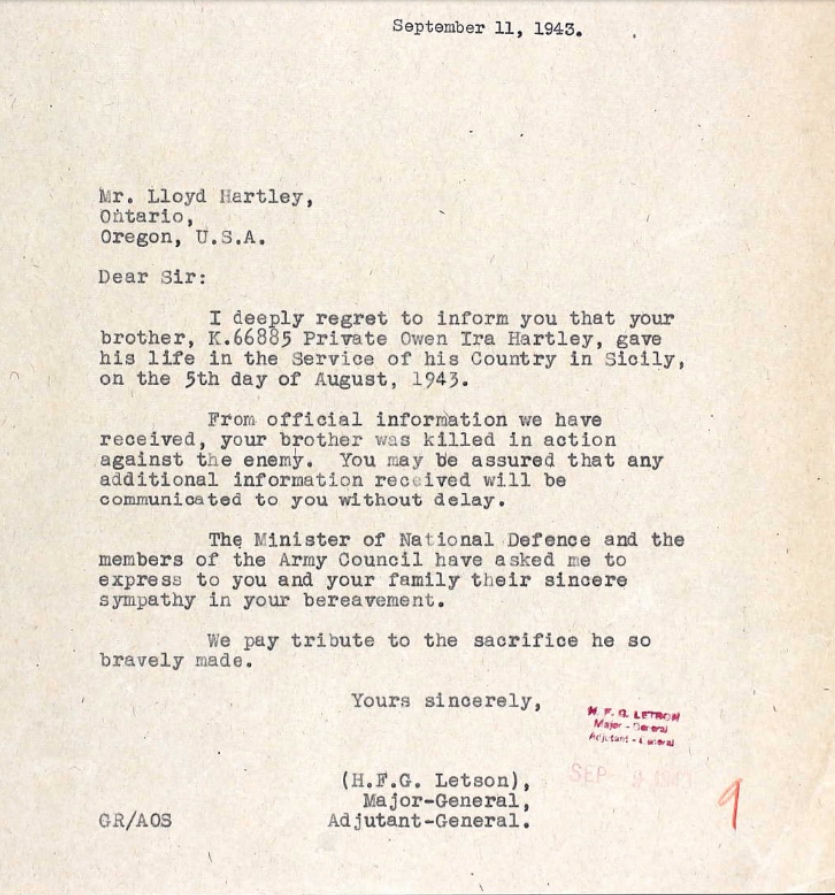 September 11, 1943.
Mr. Lloyd Hartley,
Ontario,
Oregon, U.S.A.
Dear Sir:
I deeply regret to inform you that your
brother, K.66885 Private Owen Ira Hartley, gave
his life in the Service of his Country in Sicily,
on the 5th day of August, 1943.
From official information we have
received, your brother was killed in action
against the enemy. You may be assured that any
additional information received will be
communicated to you without delay.
The Minister of National Defence and the
members of the Army Council have asked me to
express to you and your family their sincere
sympathy in your bereavement.
We pay tribute to the sacrifice he so
bravely made.
Yours sincerely,
H. F. G. LETSON
Major - General
Adjutant - General
SEP 1943
(H.F.G. Letson),
Major-General,
GR/AOS Adjutant-General.
9